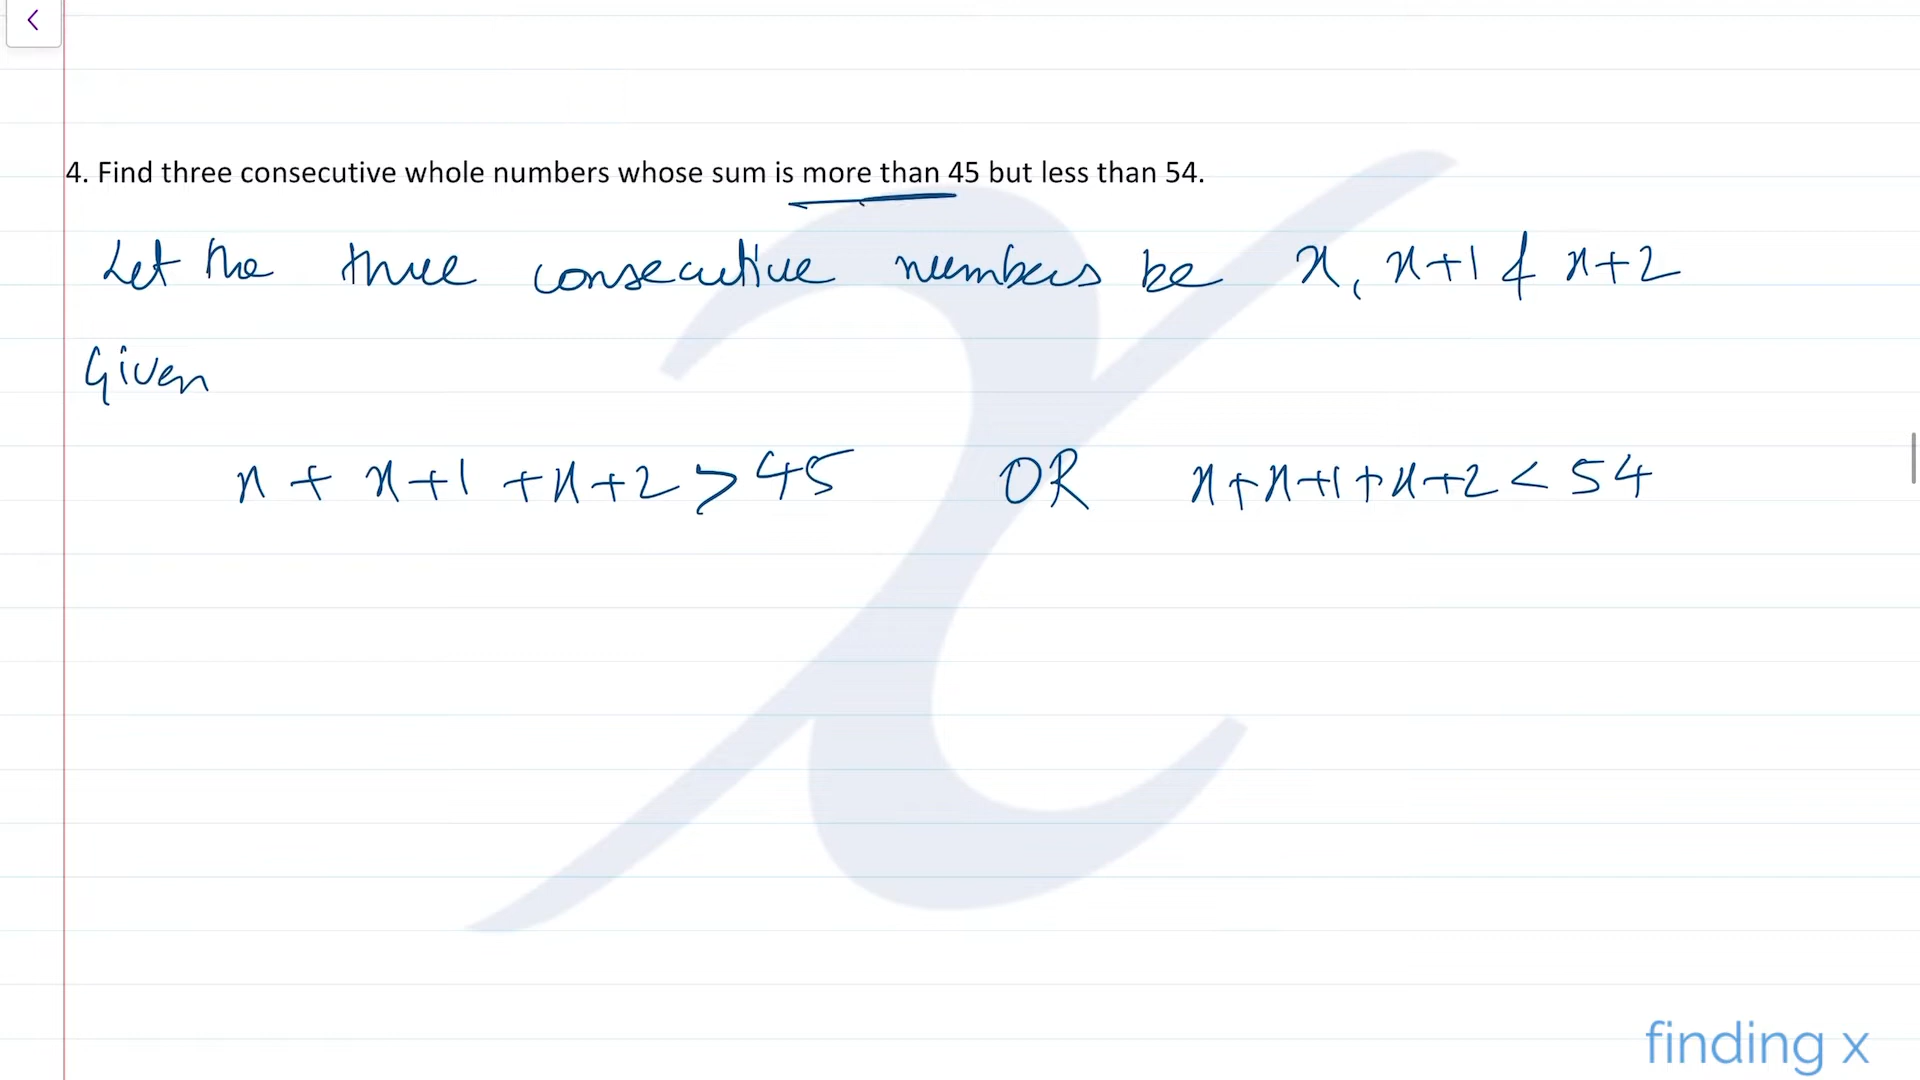 4. Find three consecutive whole numbers whose sum is more than 45 but less than 54.
Let the three consecutive numbers be x, x+1 & x+2
Given
x + x+1 + x+2 > 45 OR x+x+1+x+2 < 54
finding x